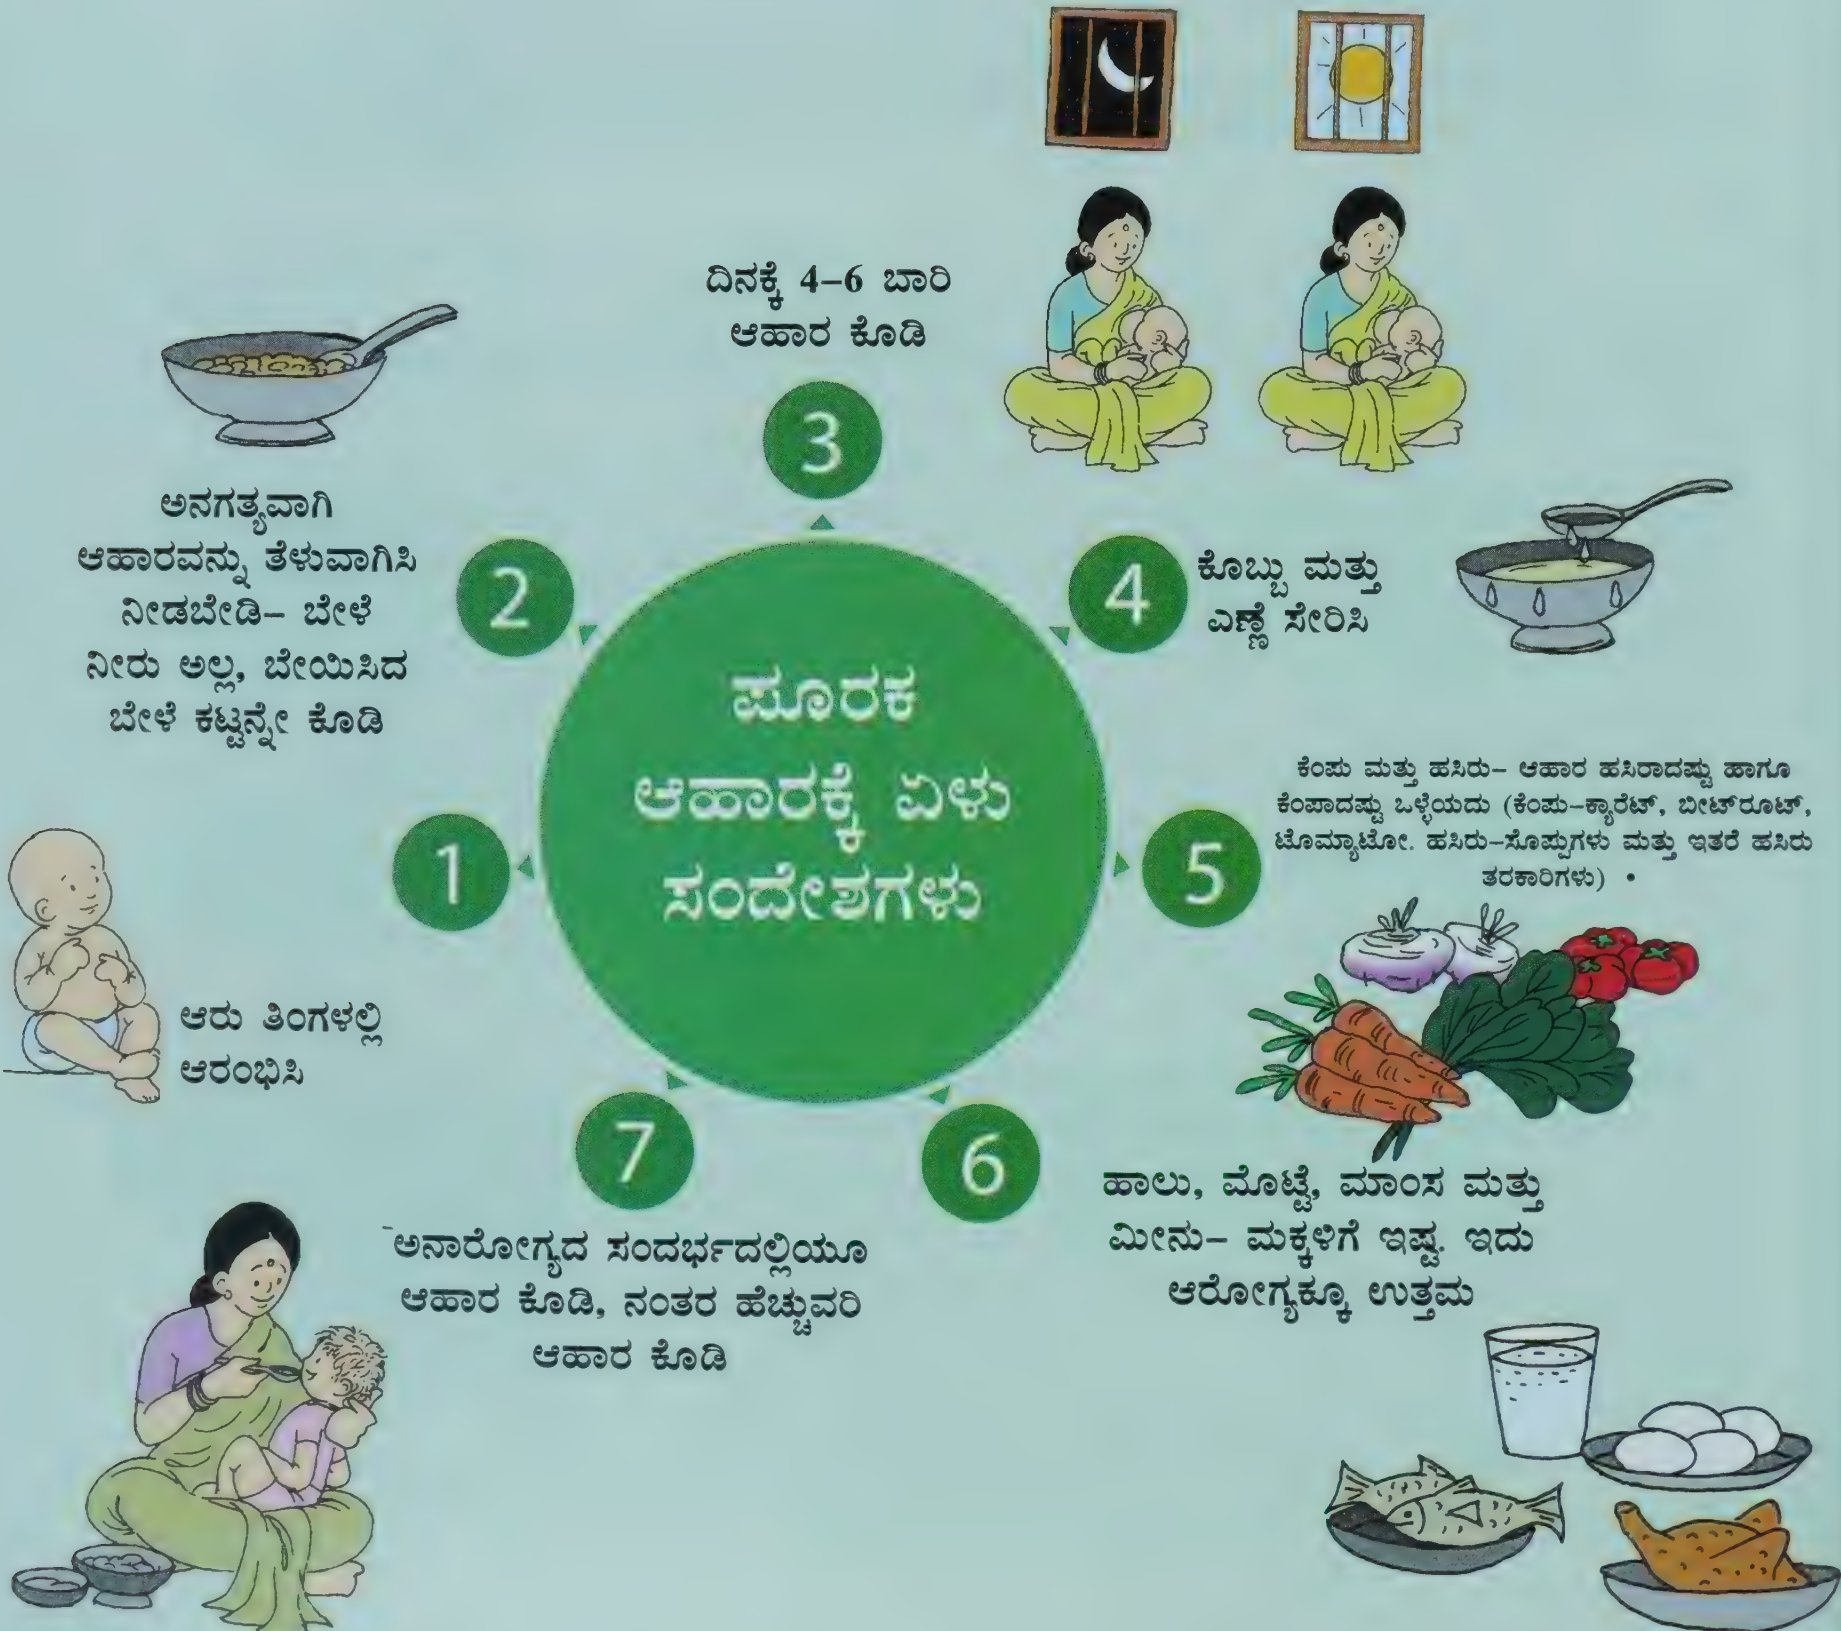 ದಿನಕ್ಕೆ 4–6 ಬಾರಿ
ಆಹಾರ ಕೊಡಿ
3
ಅನಗತ್ಯವಾಗಿ
ಆಹಾರವನ್ನು ತೆಳುವಾಗಿಸಿ
ನೀಡಬೇಡಿ– ಬೇಳೆ
ನೀರು ಅಲ್ಲ, ಬೇಯಿಸಿದ
ಬೇಳೆ ಕಟ್ಟನ್ನೇ ಕೊಡಿ
2
4
ಕೊಬ್ಬು ಮತ್ತು
ಎಣ್ಣೆ ಸೇರಿಸಿ
ಪೂರಕ
ಆಹಾರಕ್ಕೆ ಏಳು
ಸಂದೇಶಗಳು
1
ಆರು ತಿಂಗಳಲ್ಲಿ
ಆರಂಭಿಸಿ
5
ಕೆಂಪು ಮತ್ತು ಹಸಿರು– ಆಹಾರ ಹಸಿರಾದಷ್ಟು ಹಾಗೂ
ಕೆಂಪಾದಷ್ಟು ಒಳ್ಳೆಯದು (ಕೆಂಪು–ಕ್ಯಾರೆಟ್, ಬೀಟ್‌ರೂಟ್,
ಟೊಮ್ಯಾಟೋ. ಹಸಿರು–ಸೊಪ್ಪುಗಳು ಮತ್ತು ಇತರೆ ಹಸಿರು
ತರಕಾರಿಗಳು) •
7
ಅನಾರೋಗ್ಯದ ಸಂದರ್ಭದಲ್ಲಿಯೂ
ಆಹಾರ ಕೊಡಿ, ನಂತರ ಹೆಚ್ಚುವರಿ
ಆಹಾರ ಕೊಡಿ
6
ಹಾಲು, ಮೊಟ್ಟೆ, ಮಾಂಸ ಮತ್ತು
ಮೀನು– ಮಕ್ಕಳಿಗೆ ಇಷ್ಟ. ಇದು
ಆರೋಗ್ಯಕ್ಕೂ ಉತ್ತಮ